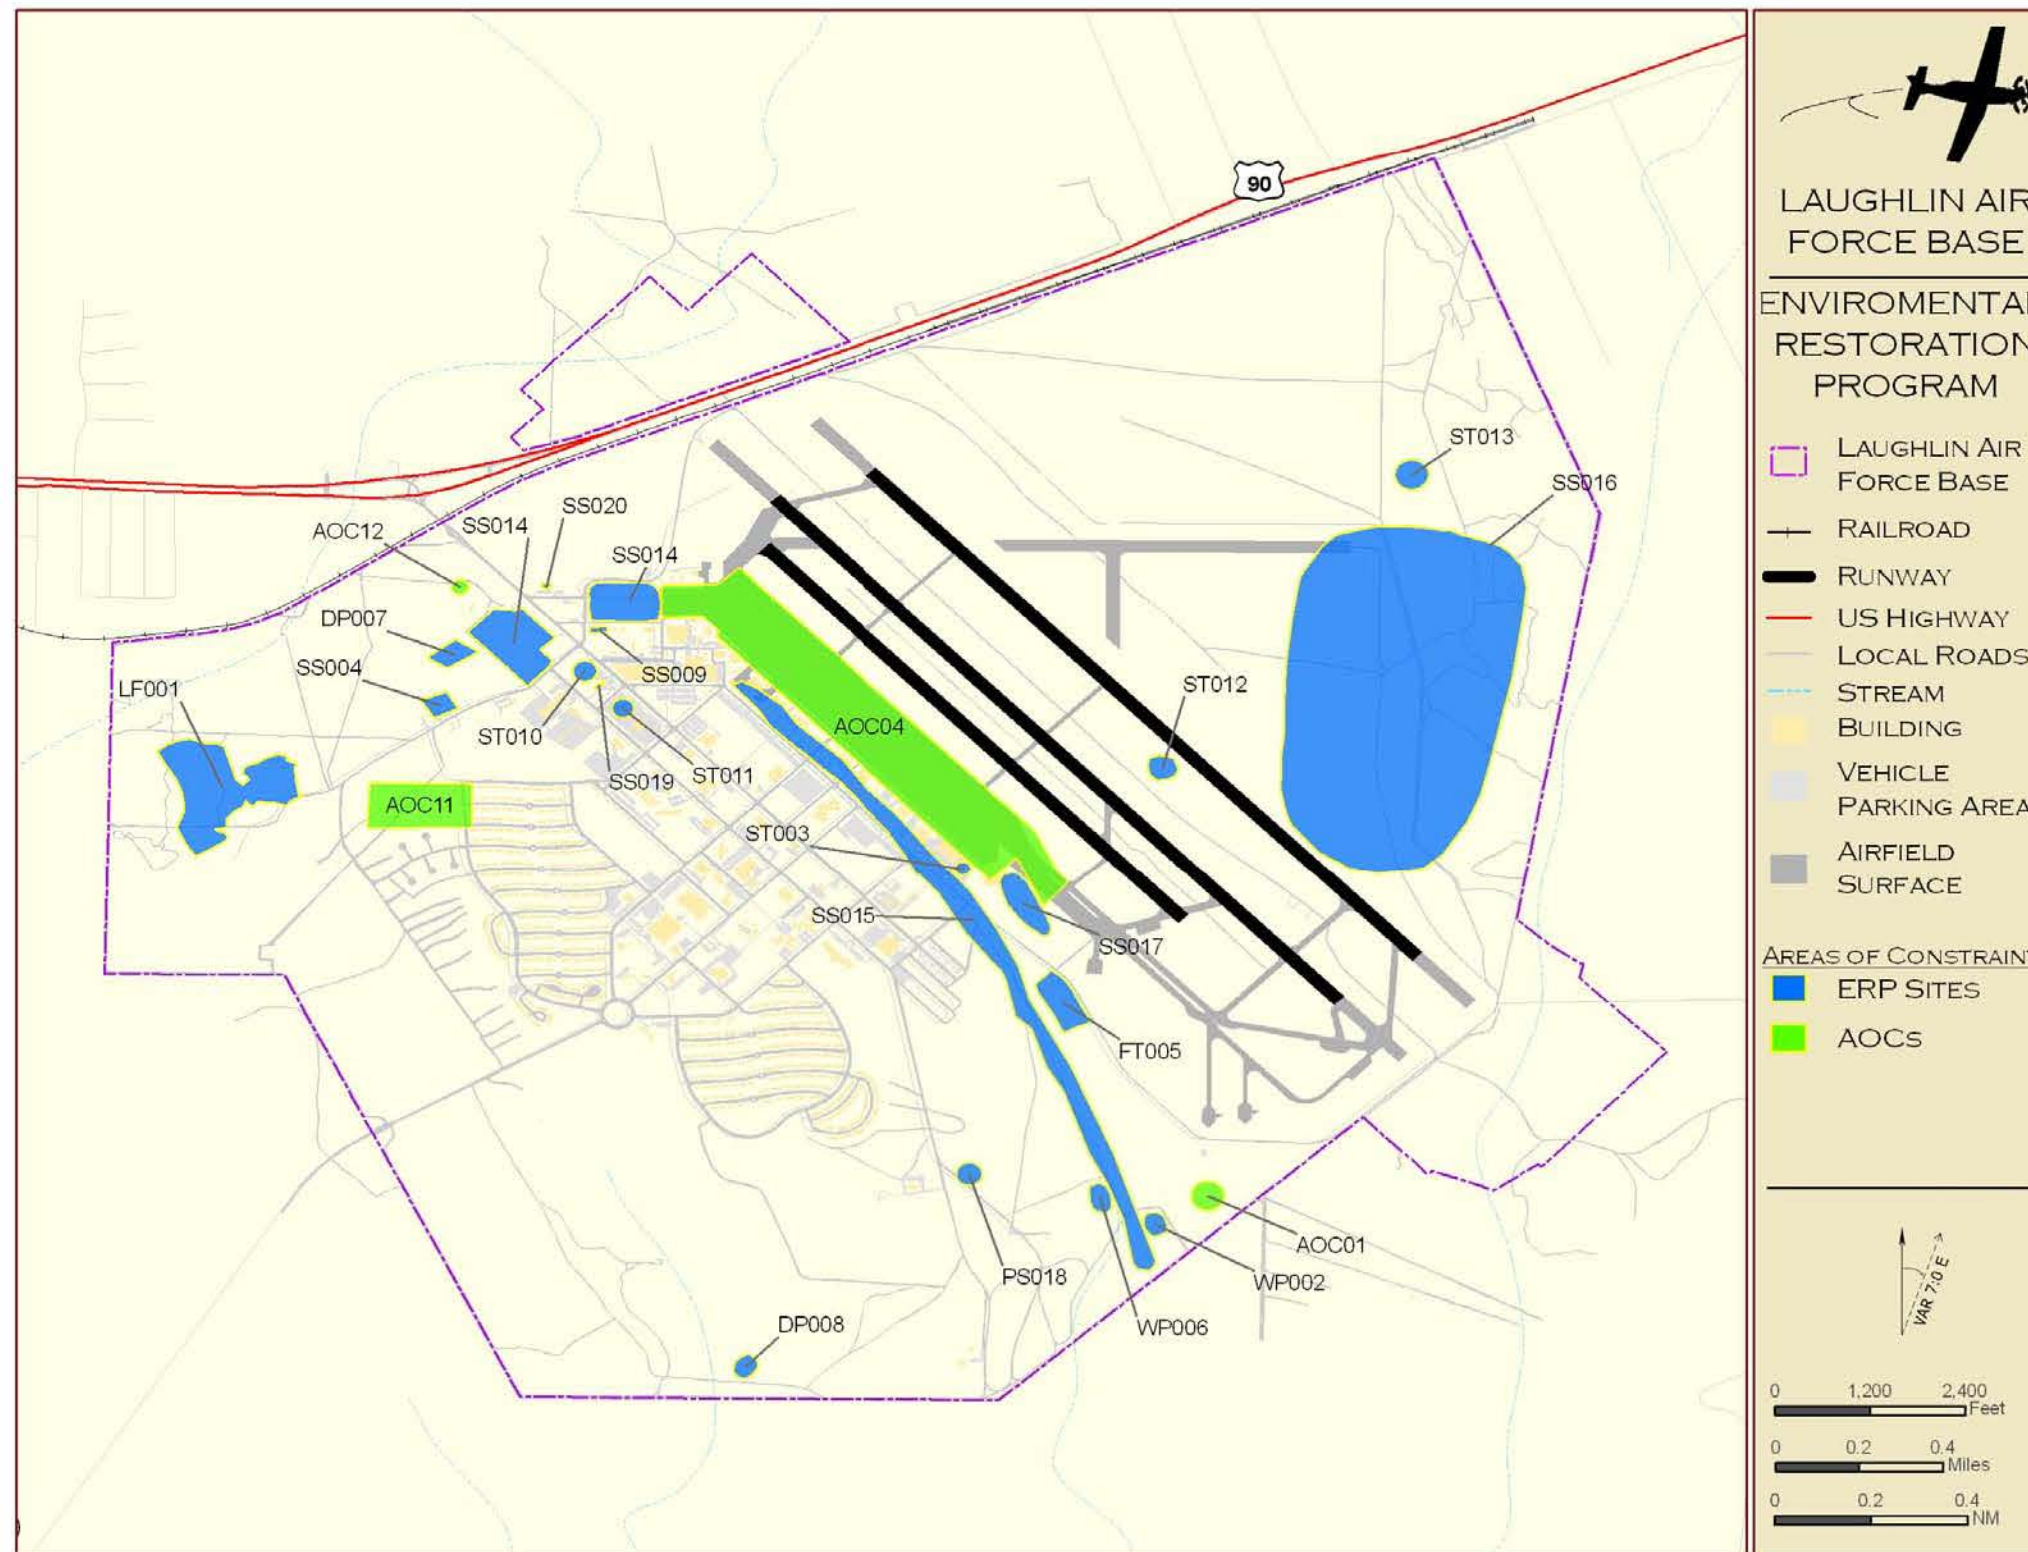 90
ST013
SS016
SS020
SS014
AOC12
SS014
DP007
SS004
SS009
LF001
ST012
AOC04
ST010
ST011
SS019
AOC11
ST003
SS015
SS017
FT005
AOC01
PS018
WP002
DP008
WP006
LAUGHLIN AIR
FORCE BASE
ENVIROMENTAL
RESTORATION
PROGRAM
LAUGHLIN AIR
FORCE BASE
RAILROAD
RUNWAY
US HIGHWAY
LOCAL ROADS
STREAM
BUILDING
VEHICLE
PARKING AREA
AIRFIELD
SURFACE
AREAS OF CONSTRAIN
ERP SITES
AOCS
VAR 7.0 E
0 1,200 2,400
Feet
0 0.2 0.4
Miles
0 0.2 0.4
NM